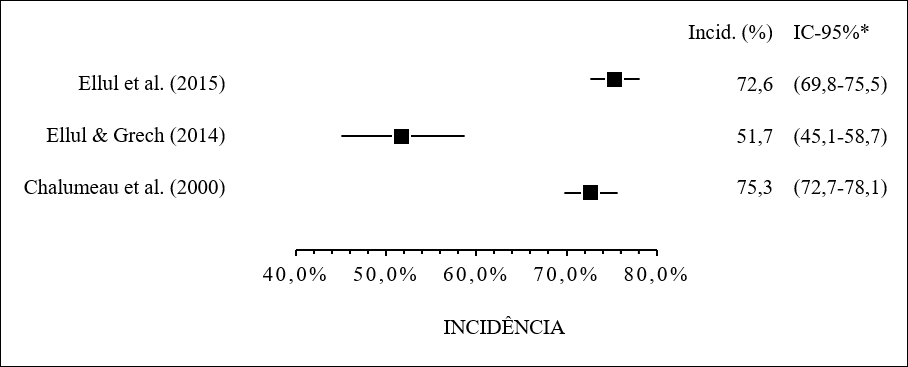 Incid. (%) IC-95%*
Ellul et al. (2015) 72,6 (69,8-75,5)
Ellul & Grech (2014) 51,7 (45,1-58,7)
Chalumeau et al. (2000) 75,3 (72,7-78,1)
40,0% 50,0% 60,0% 70,0% 80,0%
INCIDÊNCIA